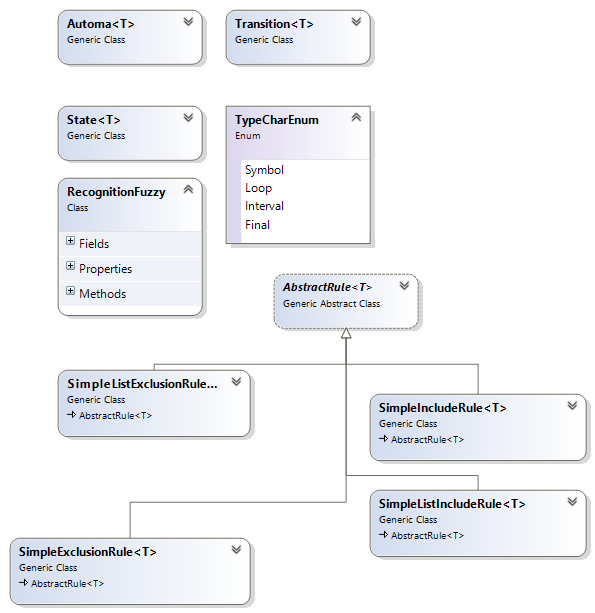 Automa<T>
Generic Class
Transition<T>
Generic Class
State<T>
Generic Class
TypeCharEnum
Enum
Symbol
Loop
Interval
Final
RecognitionFuzzy
Class
Fields
Properties
Methods
AbstractRule<T>
Generic Abstract Class
SimpleListExclusionRule...
Generic Class
AbstractRule<T>
SimpleIncludeRule<T>
Generic Class
AbstractRule<T>
SimpleListIncludeRule<T>
Generic Class
AbstractRule<T>
SimpleExclusionRule<T>
Generic Class
AbstractRule<T>